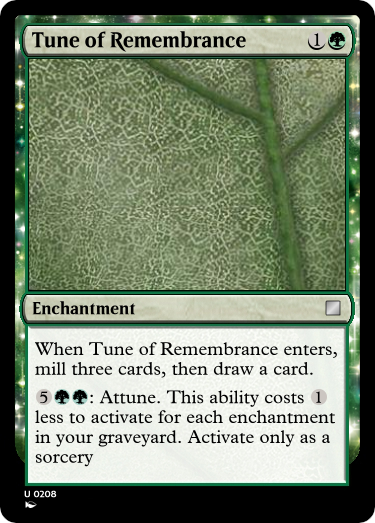 Tune of Remembrance 1
Enchantment
When Tune of Remembrance enters,
mill three cards, then draw a card.
5: Attune. This ability costs 1
less to activate for each enchantment
in your graveyard. Activate only as a
sorcery
U 0208